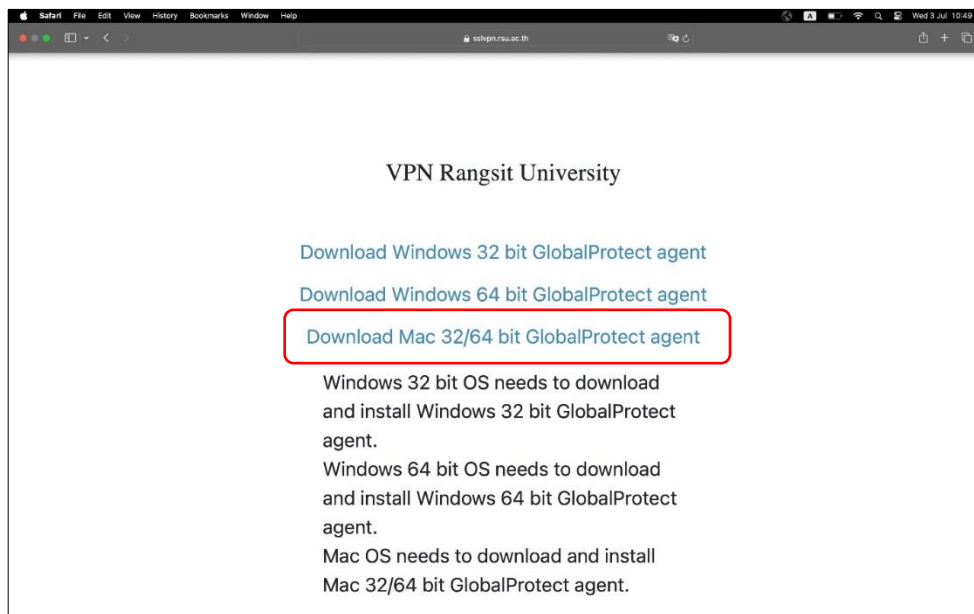 Safari File Edit View History Bookmarks Window Help
A
Wed 3 Jul 10:49
sslvpn.rsu.ac.th
VPN Rangsit University
Download Windows 32 bit GlobalProtect agent
Download Windows 64 bit GlobalProtect agent
Download Mac 32/64 bit GlobalProtect agent
Windows 32 bit OS needs to download
and install Windows 32 bit GlobalProtect
agent.
Windows 64 bit OS needs to download
and install Windows 64 bit GlobalProtect
agent.
Mac OS needs to download and install
Mac 32/64 bit GlobalProtect agent.